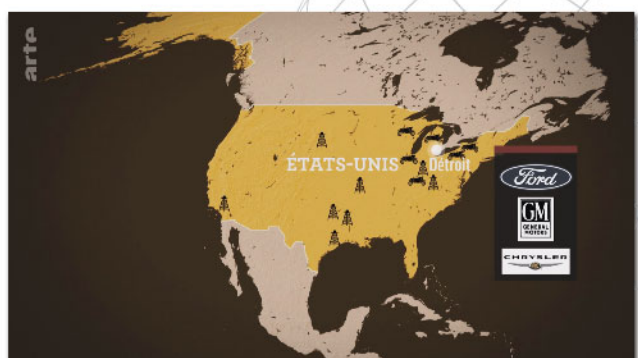 arte
ÉTATS-UNIS
Détroit
Ford
GM
GENERAL
MOTORS
CHRYSLER